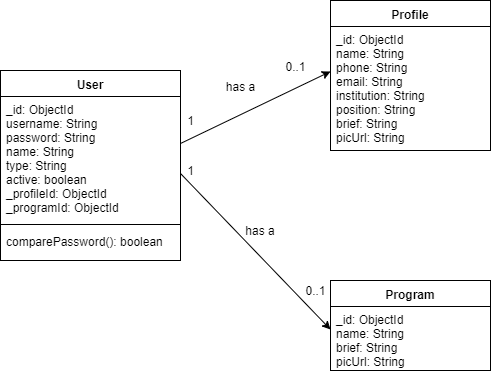 Profile
_id: ObjectId
name: String
phone: String
email: String
institution: String
position: String
brief: String
picUrl: String
0..1
has a
1
User
_id: ObjectId
username: String
password: String
name: String
type: String
active: boolean
_profileId: ObjectId
_programId: ObjectId
comparePassword(): boolean
1
has a
0..1
Program
_id: ObjectId
name: String
brief: String
picUrl: String